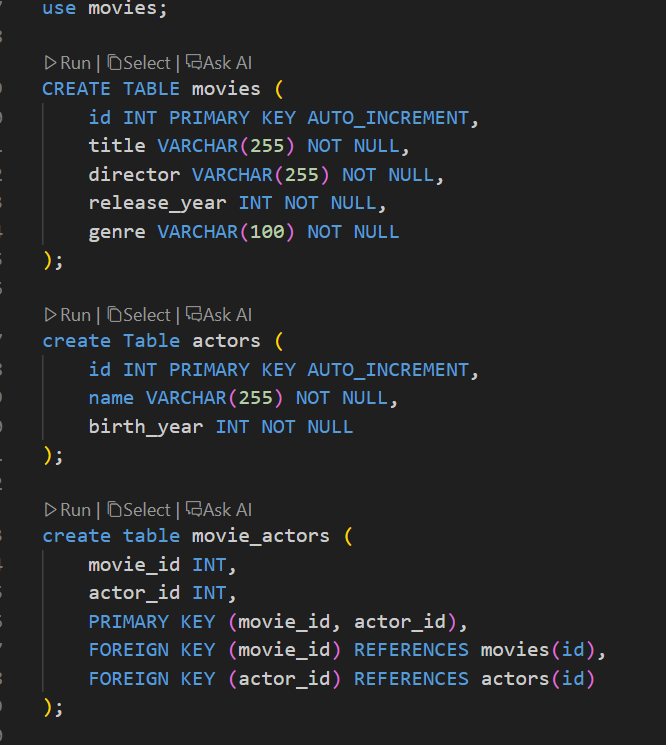 use movies;
Run | Select | Ask AI
CREATE TABLE movies (
    id INT PRIMARY KEY AUTO_INCREMENT,
    title VARCHAR(255) NOT NULL,
    director VARCHAR(255) NOT NULL,
    release_year INT NOT NULL,
    genre VARCHAR(100) NOT NULL
);
Run | Select | Ask AI
create Table actors (
    id INT PRIMARY KEY AUTO_INCREMENT,
    name VARCHAR(255) NOT NULL,
    birth_year INT NOT NULL
);
Run | Select | Ask AI
create table movie_actors (
    movie_id INT,
    actor_id INT,
    PRIMARY KEY (movie_id, actor_id),
    FOREIGN KEY (movie_id) REFERENCES movies(id),
    FOREIGN KEY (actor_id) REFERENCES actors(id)
);